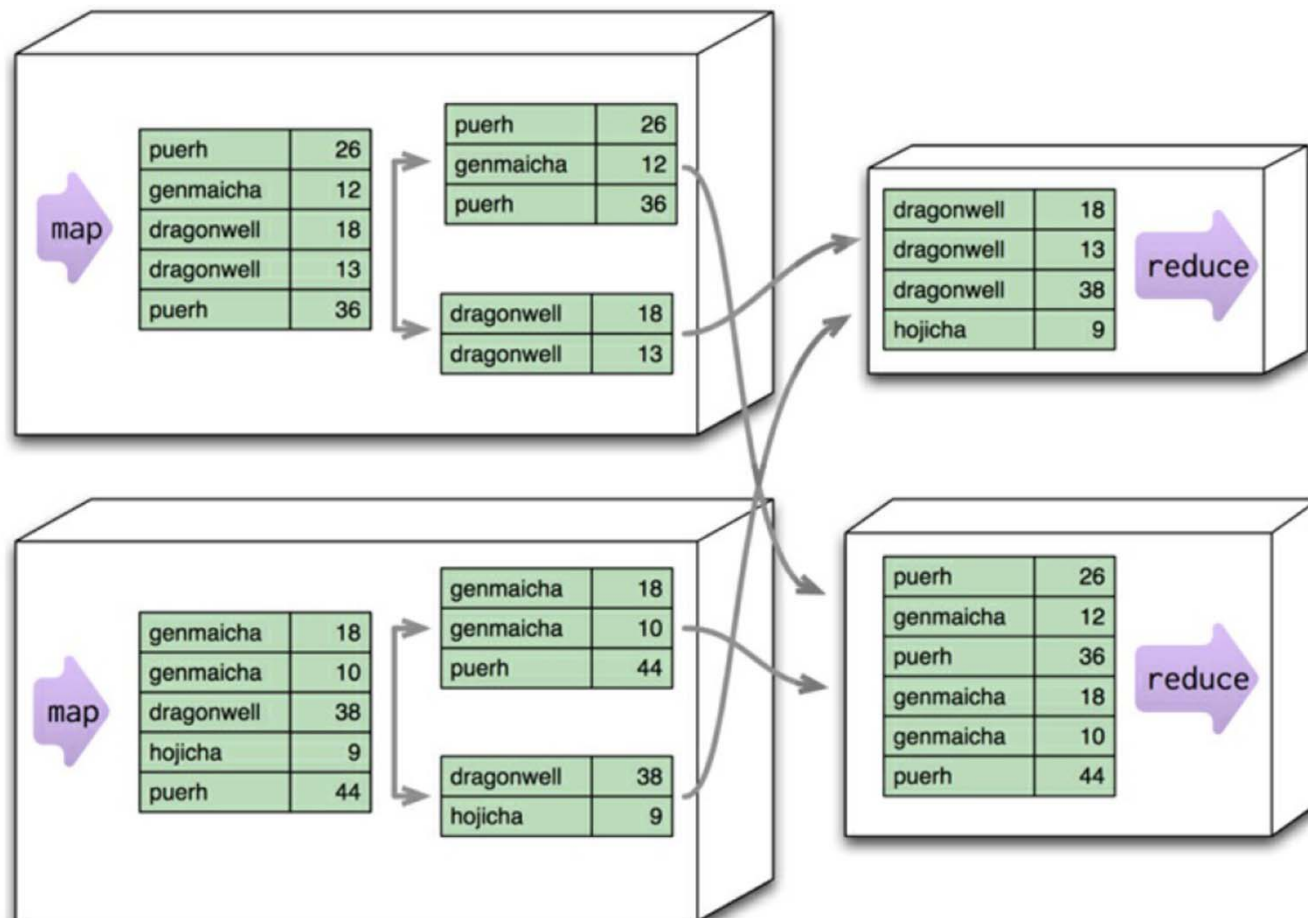 map
puerh 26
genmaicha 12
dragonwell 18
dragonwell 13
puerh 36
puerh 26
genmaicha 12
puerh 36
dragonwell 18
dragonwell 13
dragonwell 18
dragonwell 13
dragonwell 38
hojicha 9
reduce
map
genmaicha 18
genmaicha 10
dragonwell 38
hojicha 9
puerh 44
genmaicha 18
genmaicha 10
puerh 44
dragonwell 38
hojicha 9
puerh 26
genmaicha 12
puerh 36
genmaicha 18
genmaicha 10
puerh 44
reduce